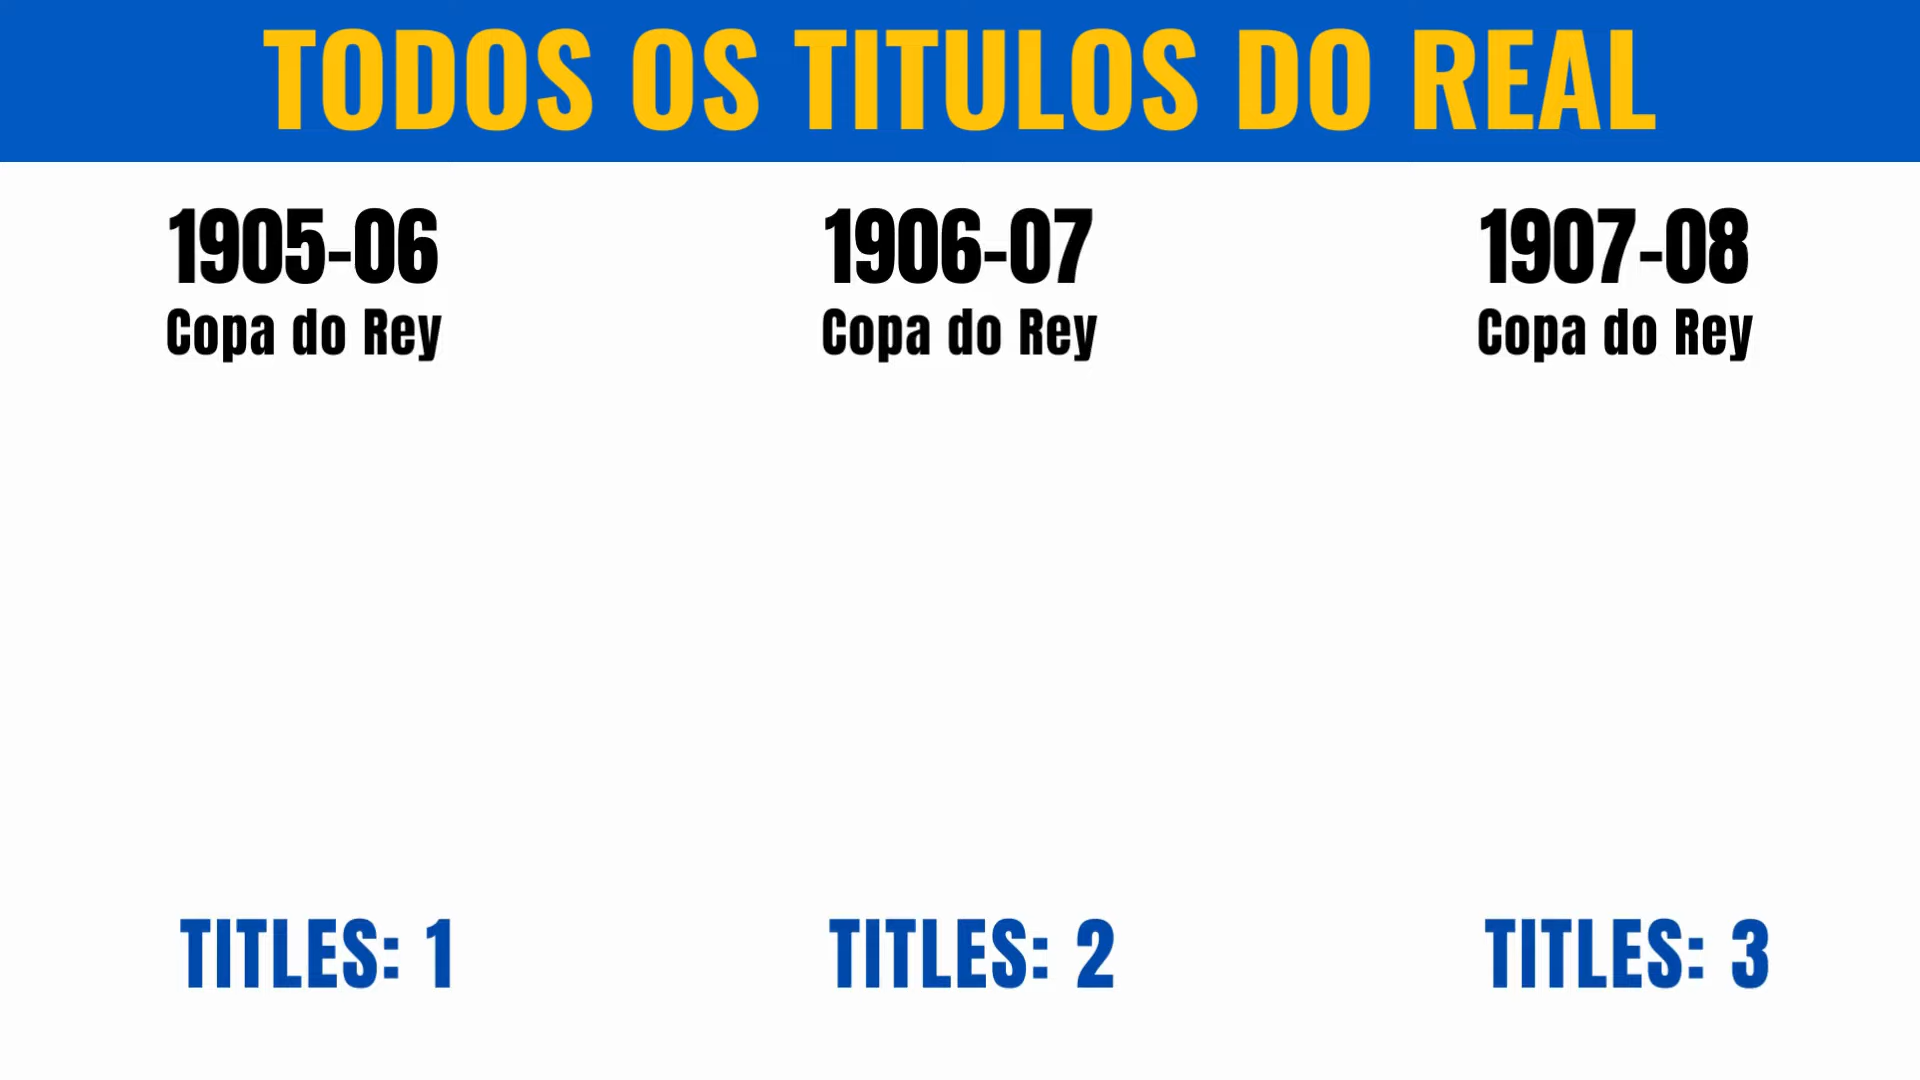 TODOS OS TITULOS DO REAL
1905-06
Copa do Rey
TITLES: 1
1906-07
Copa do Rey
TITLES: 2
1907-08
Copa do Rey
TITLES: 3